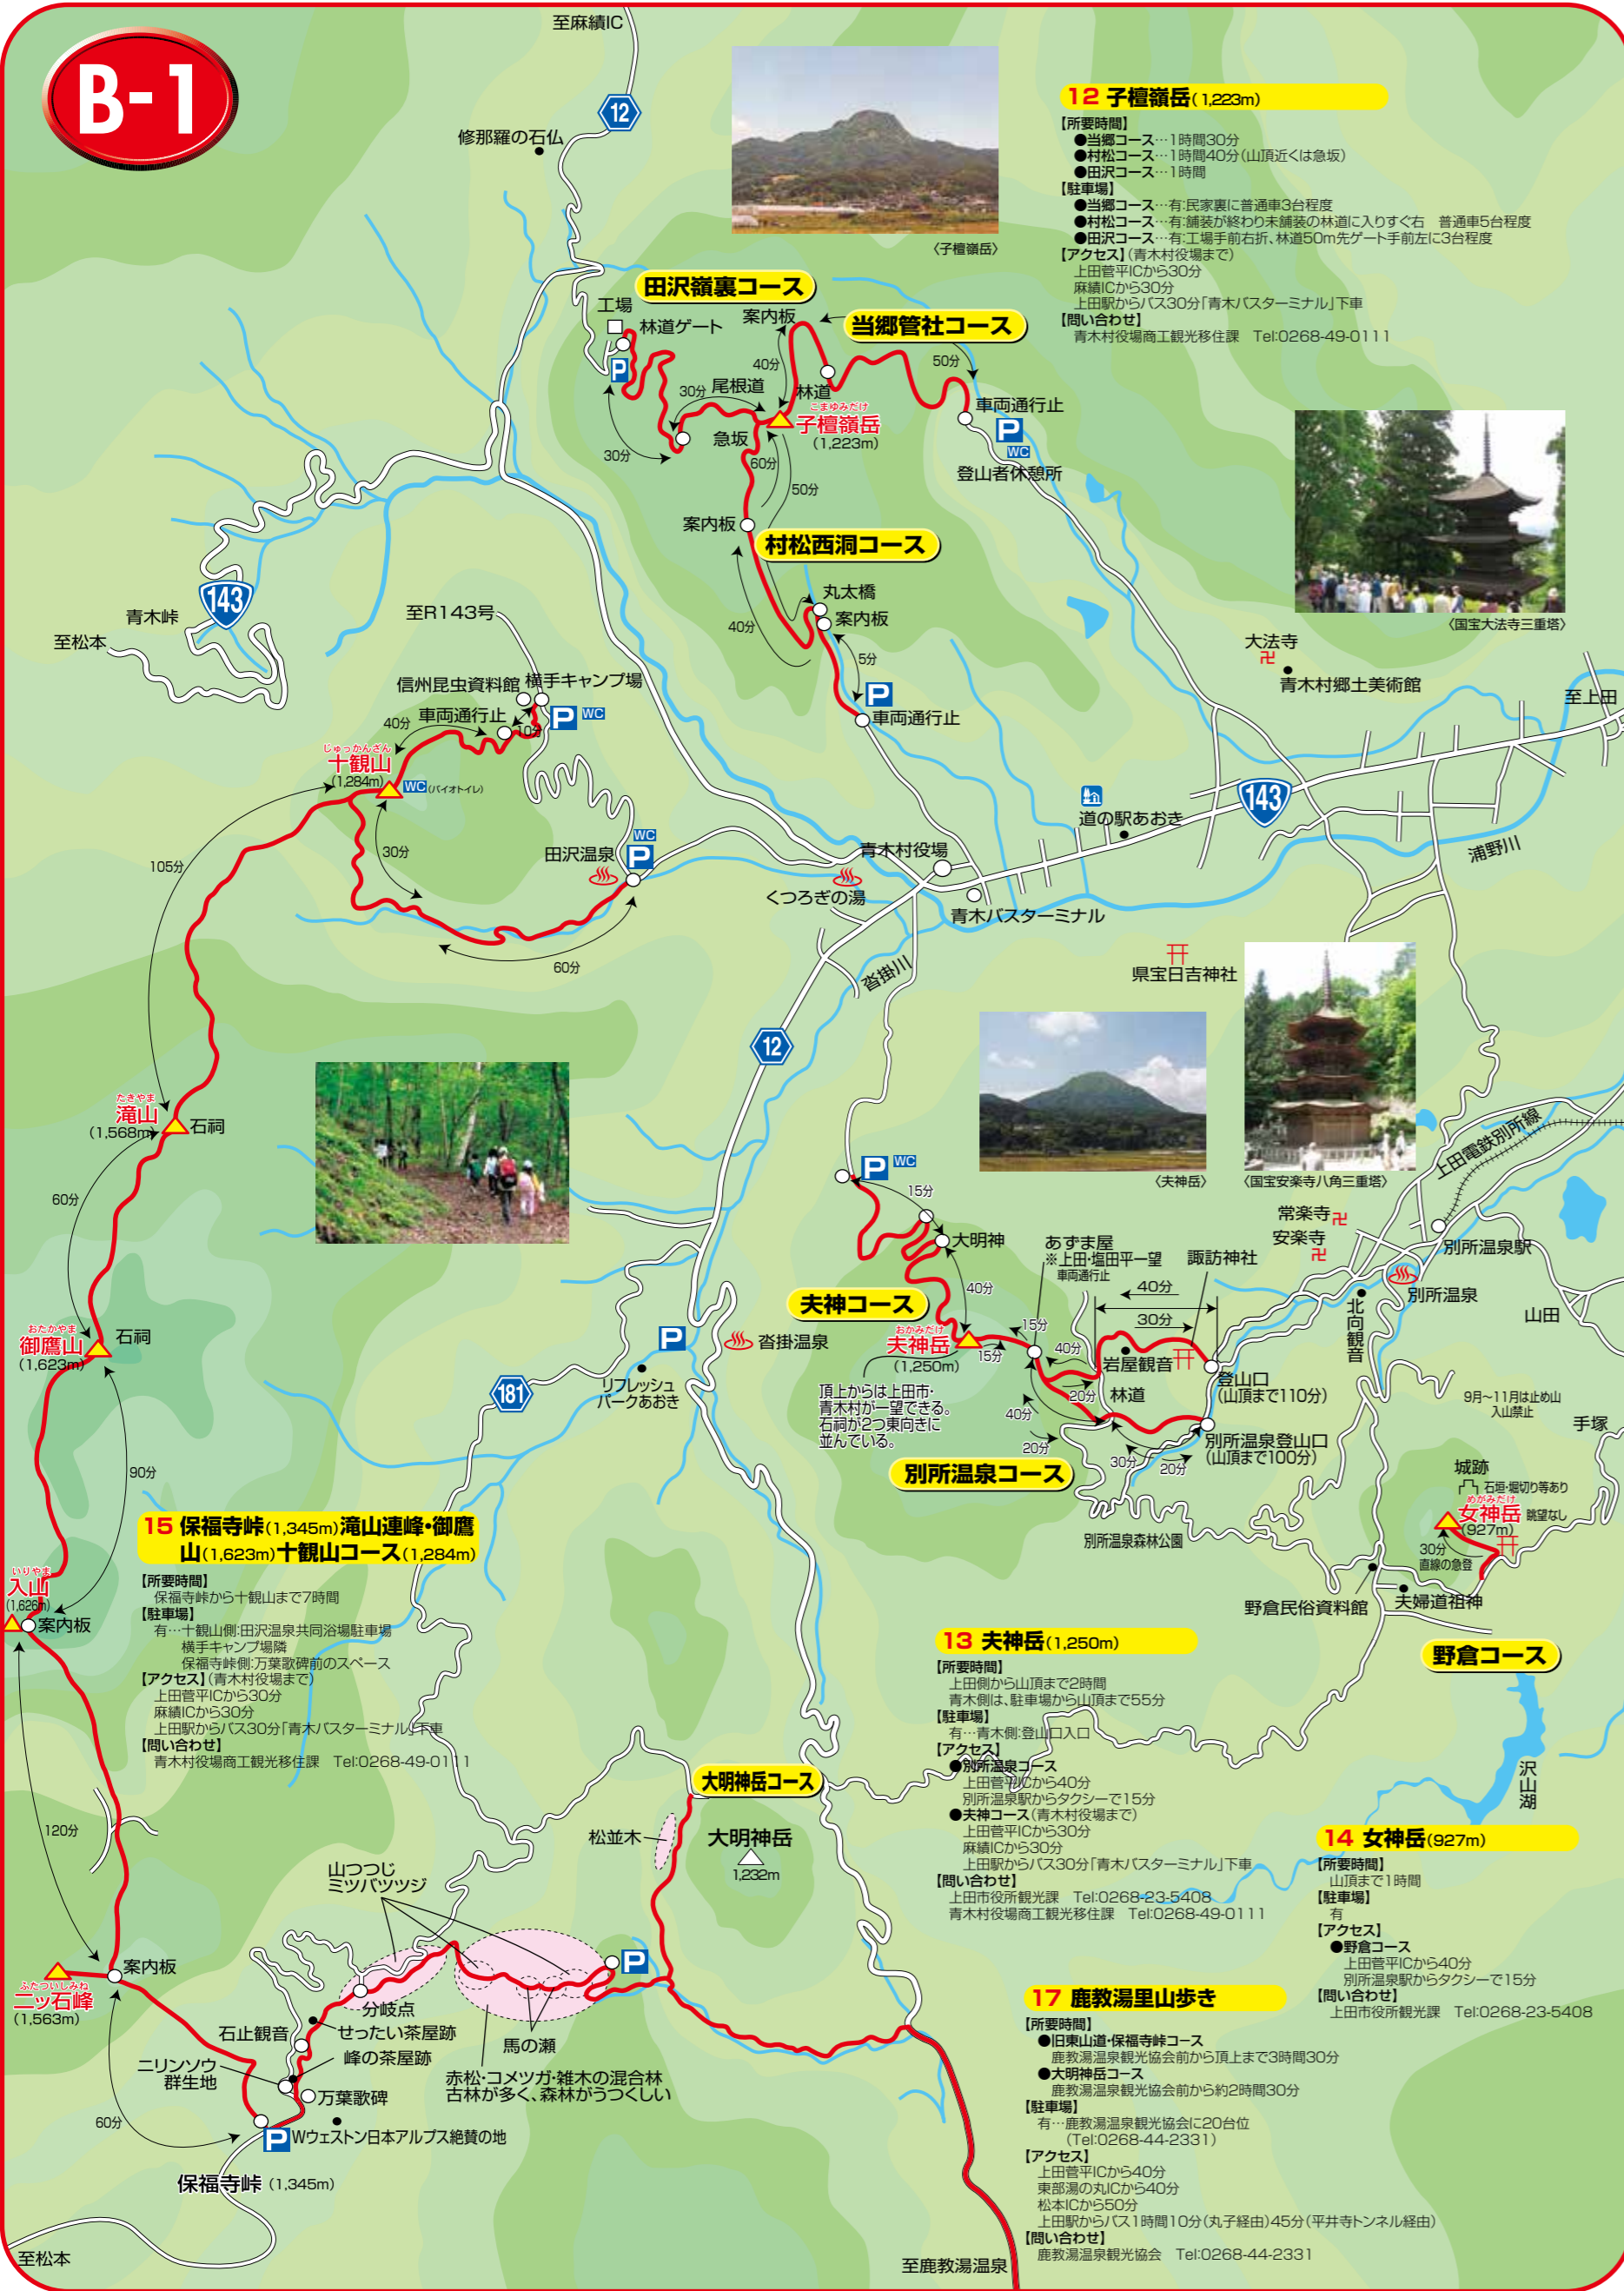 B-1
至麻績IC
12
修那羅の石仏
〈子檀嶺岳〉
12 子檀嶺岳(1,223m)
【所要時間】
●当郷コース…1時間30分
●村松コース…1時間40分(山頂近くは急坂)
●田沢コース…1時間
【駐車場】
●当郷コース…有:民家裏に普通車3台程度
●村松コース…有:舗装が終わり未舗装の林道に入りすぐ右　普通車5台程度
●田沢コース…有:工場手前右折、林道50m先ゲート手前左に3台程度
【アクセス】(青木村役場まで)
上田菅平ICから30分
麻績ICから30分
上田駅からバス30分「青木バスターミナル」下車
【問い合わせ】
青木村役場商工観光移住課　Tel:0268-49-0111
田沢嶺裏コース
工場
林道ゲート
案内板
当郷管社コース
P
40分
50分
30分
尾根道
林道
こまゆみだけ
子檀嶺岳
(1,223m)
急坂
30分
60分
50分
車両通行止
P
WC
登山者休憩所
案内板
村松西洞コース
丸太橋
案内板
40分
5分
P
車両通行止
〈国宝大法寺三重塔〉
大法寺
青木村郷土美術館
至上田
143
青木峠
至松本
至R143号
信州昆虫資料館
横手キャンプ場
P
WC
車両通行止
40分
10分
じゅっかんざん
十観山
(1,284m)
WC(バイオトイレ)
105分
30分
田沢温泉
WC
P
60分
青木村役場
くつろぎの湯
青木バスターミナル
道の駅あおき
143
浦野川
沓掛川
県宝日吉神社
12
〈夫神岳〉
〈国宝安楽寺八角三重塔〉
上田電鉄別所線
たきやま
滝山
(1,568m)
石祠
60分
おたかやま
御鷹山
(1,623m)
石祠
90分
P
WC
15分
大明神
40分
夫神コース
おかみだけ
夫神岳
(1,250m)
頂上からは上田市・
青木村が一望できる。
石祠が2つ東向きに
並んでいる。
あずま屋
※上田・塩田平一望
車両通行止
諏訪神社
40分
30分
15分
15分
40分
岩屋観音
20分
林道
40分
20分
30分
20分
登山口
(山頂まで110分)
別所温泉登山口
(山頂まで100分)
別所温泉コース
別所温泉森林公園
常楽寺
安楽寺
別所温泉駅
別所温泉
北向観音
山田
9月〜11月は止め山
入山禁止
手塚
城跡
石垣・堀切り等あり
めがみだけ
女神岳
眺望なし
(927m)
30分
直線の急登
野倉民俗資料館
夫婦道祖神
野倉コース
P
沓掛温泉
リフレッシュ
パークあおき
181
15 保福寺峠(1,345m)滝山連峰・御鷹
山(1,623m)十観山コース(1,284m)
【所要時間】
保福寺峠から十観山まで7時間
【駐車場】
有…十観山側:田沢温泉共同浴場駐車場
横手キャンプ場隣
保福寺峠側:万葉歌碑前のスペース
【アクセス】(青木村役場まで)
上田菅平ICから30分
麻績ICから30分
上田駅からバス30分「青木バスターミナル」下車
【問い合わせ】
青木村役場商工観光移住課　Tel:0268-49-0111
いりやま
入山
(1,626m)
案内板
120分
案内板
ふたついしみね
二ッ石峰
(1,563m)
60分
13 夫神岳(1,250m)
【所要時間】
上田側から山頂まで2時間
青木側は、駐車場から山頂まで55分
【駐車場】
有…青木側:登山口入口
【アクセス】
●別所温泉コース
上田菅平ICから40分
別所温泉駅からタクシーで15分
●夫神コース(青木村役場まで)
上田菅平ICから30分
麻績ICから30分
上田駅からバス30分「青木バスターミナル」下車
【問い合わせ】
上田市役所観光課　Tel:0268-23-5408
青木村役場商工観光移住課　Tel:0268-49-0111
沢山湖
14 女神岳(927m)
【所要時間】
山頂まで1時間
【駐車場】
有
【アクセス】
●野倉コース
上田菅平ICから40分
別所温泉駅からタクシーで15分
【問い合わせ】
上田市役所観光課　Tel:0268-23-5408
大明神岳コース
松並木
大明神岳
1,232m
山つつじ
ミツバツツジ
P
分岐点
せったい茶屋跡
石止観音
峰の茶屋跡
ニリンソウ
群生地
万葉歌碑
馬の瀬
赤松・コメツガ・雑木の混合林
古林が多く、森林がうつくしい
P
Wウェストン日本アルプス絶賛の地
保福寺峠(1,345m)
至松本
17 鹿教湯里山歩き
【所要時間】
●旧東山道・保福寺峠コース
鹿教湯温泉観光協会前から頂上まで3時間30分
●大明神岳コース
鹿教湯温泉観光協会前から約2時間30分
【駐車場】
有…鹿教湯温泉観光協会に20台位
(Tel:0268-44-2331)
【アクセス】
上田菅平ICから40分
東部湯の丸ICから40分
松本ICから50分
上田駅からバス1時間10分(丸子経由)45分(平井寺トンネル経由)
【問い合わせ】
鹿教湯温泉観光協会　Tel:0268-44-2331
至鹿教湯温泉